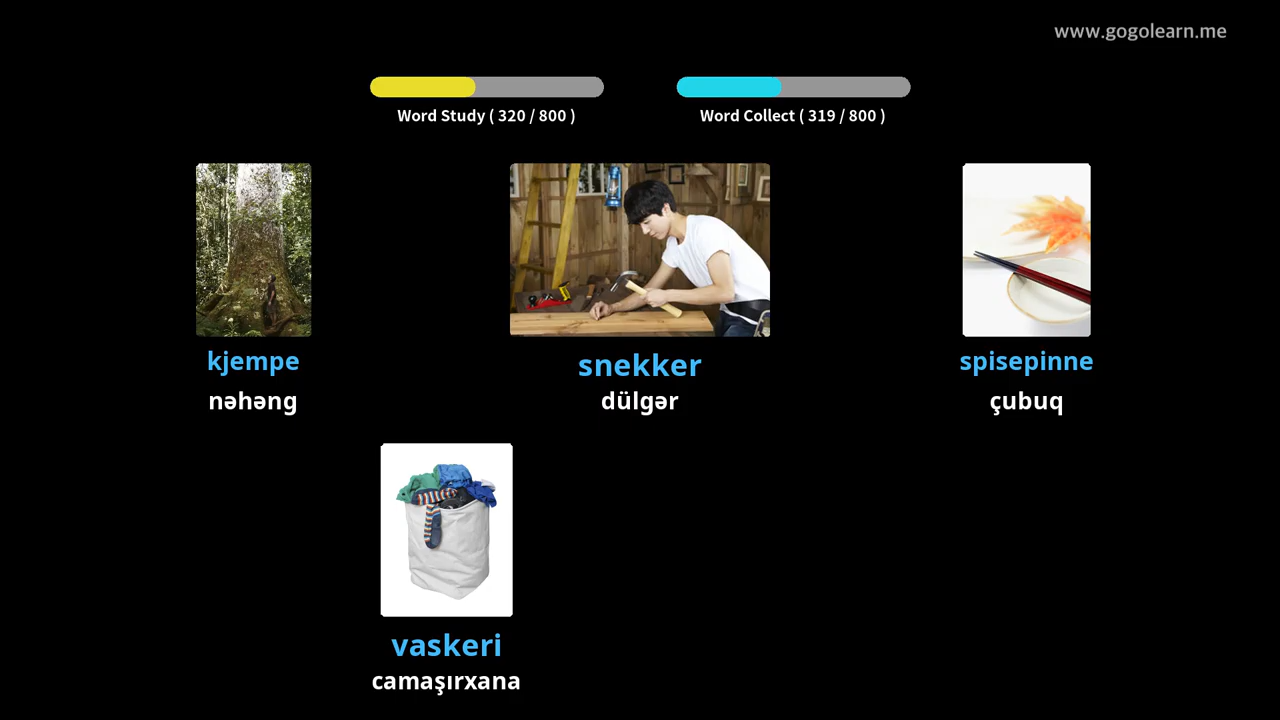 www.gogolearn.me
Word Study ( 320 / 800 )
Word Collect ( 319 / 800 )
kjempe
nəhəng
snekker
dülgər
spisepinne
çubuq
vaskeri
camaşırxana